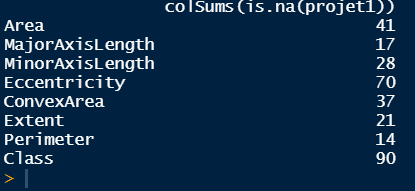 colSums(is.na(projet1))
Area 41
MajorAxisLength 17
MinorAxisLength 28
Eccentricity 70
ConvexArea 37
Extent 21
Perimeter 14
Class 90
>